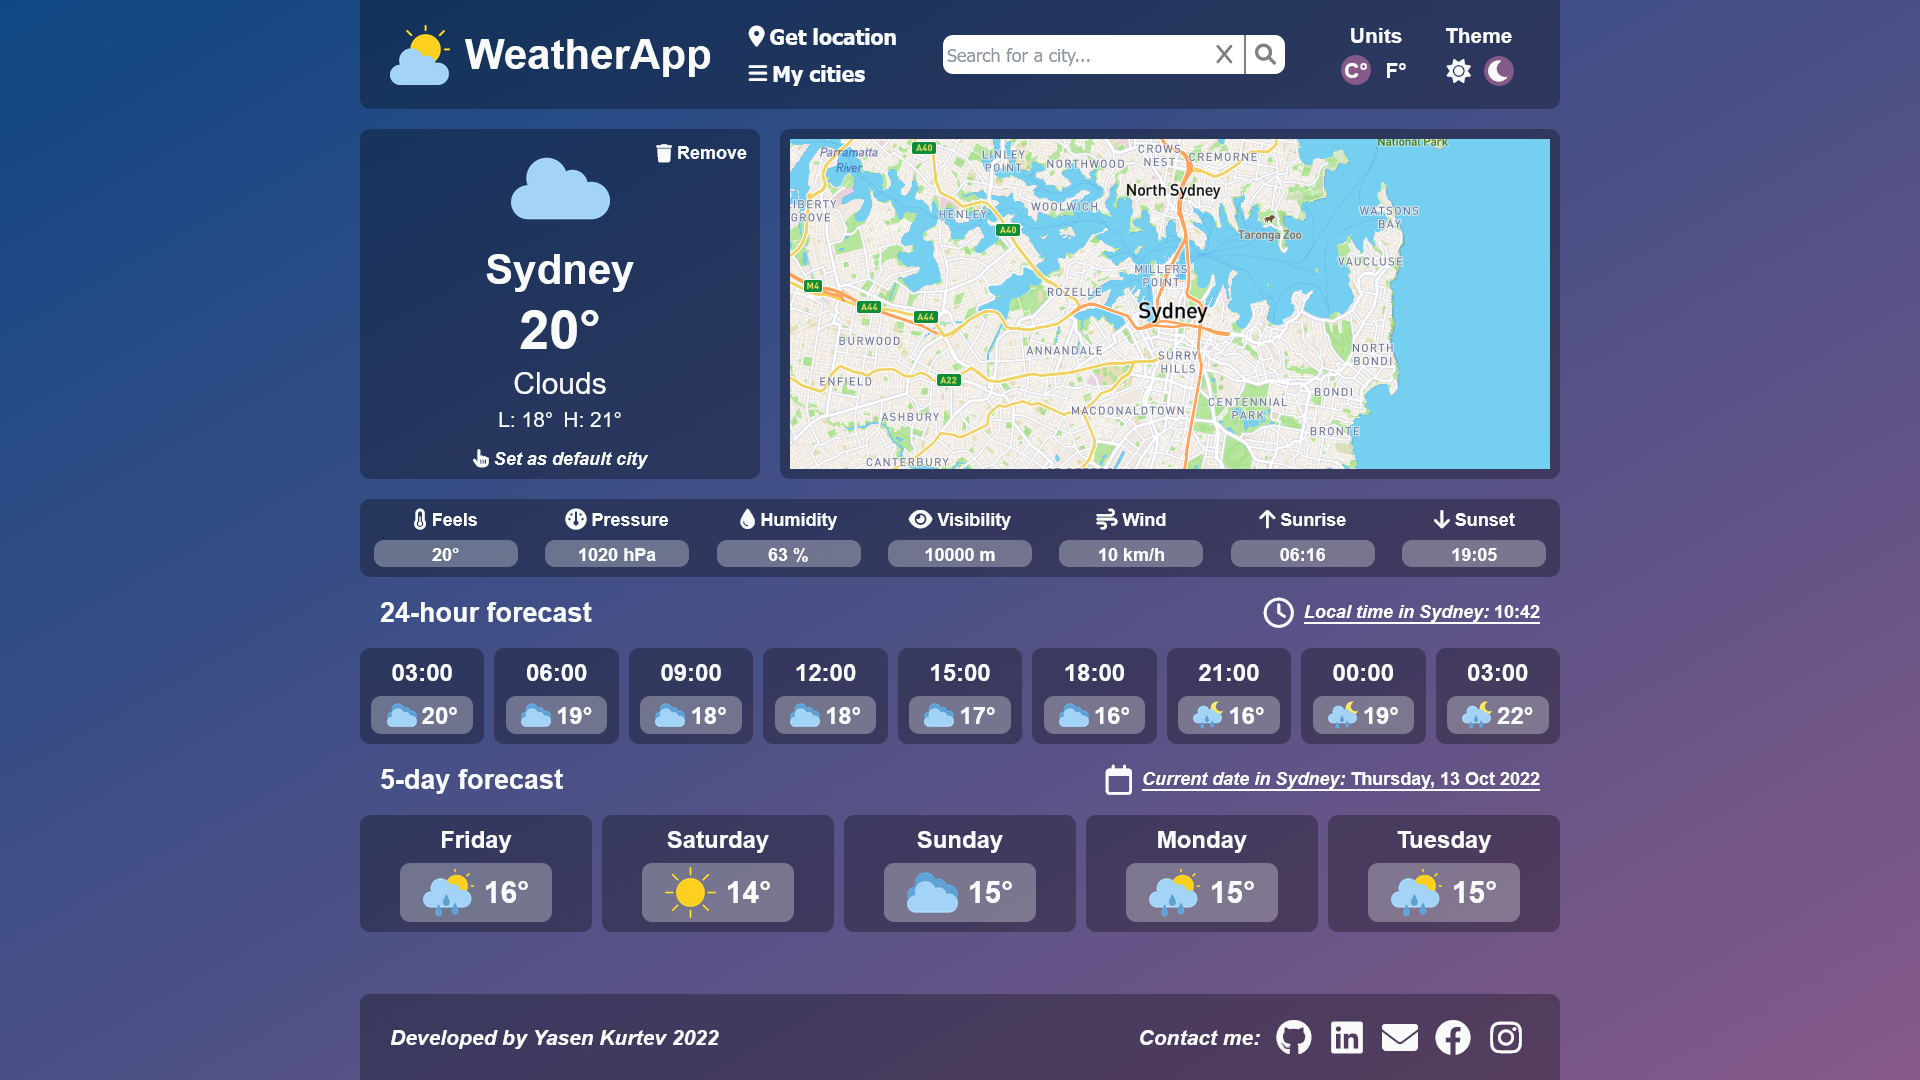 WeatherApp
Get location
My cities
Search for a city...
Units
C° F°
Theme
Remove
Sydney
20°
Clouds
L: 18° H: 21°
Set as default city
National Park
Parramatta
River
A40
LINLEY
POINT
NORTHWOOD
CROWS
NEST
CREMORNE
North Sydney
IBERTY
GROVE
HENLEY
WOOLWICH
WATSONS
BAY
A40
Taronga Zoo
VAUCLUSE
MILLERS
POINT
M4
ROZELLE
A44
A44
Sydney
BURWOOD
ANNANDALE
SURRY
HILLS
NORTH
BONDI
ENFIELD
A22
BONDI
ASHBURY
MACDONALDTOWN
CENTENNIAL
PARK
BRONTE
CANTERBURY
Feels
20°
Pressure
1020 hPa
Humidity
63 %
Visibility
10000 m
Wind
10 km/h
Sunrise
06:16
Sunset
19:05
24-hour forecast
Local time in Sydney: 10:42
03:00
20°
06:00
19°
09:00
18°
12:00
18°
15:00
17°
18:00
16°
21:00
16°
00:00
19°
03:00
22°
5-day forecast
Current date in Sydney: Thursday, 13 Oct 2022
Friday
16°
Saturday
14°
Sunday
15°
Monday
15°
Tuesday
15°
Developed by Yasen Kurtev 2022
Contact me: